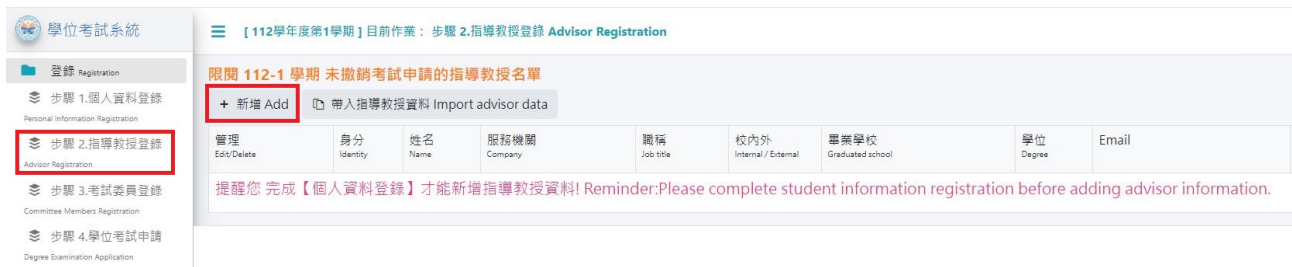 學位考試系統
[ 112學年度第1學期 ] 目前作業： 步驟 2.指導教授登錄 Advisor Registration
登錄 Registration
步驟 1.個人資料登錄
Personal Information Registration
步驟 2.指導教授登錄
Advisor Registration
步驟 3.考試委員登錄
Committee Members Registration
步驟 4.學位考試申請
Degree Examination Application
限閱 112-1 學期 未撤銷考試申請的指導教授名單
+ 新增 Add 帶入指導教授資料 Import advisor data
管理 身分 姓名 服務機關 職稱 校內外 畢業學校 學位 Email
Edit/Delete Identity Name Company Job title Internal / External Graduated school Degree
提醒您 完成【個人資料登錄】才能新增指導教授資料! Reminder:Please complete student information registration before adding advisor information.